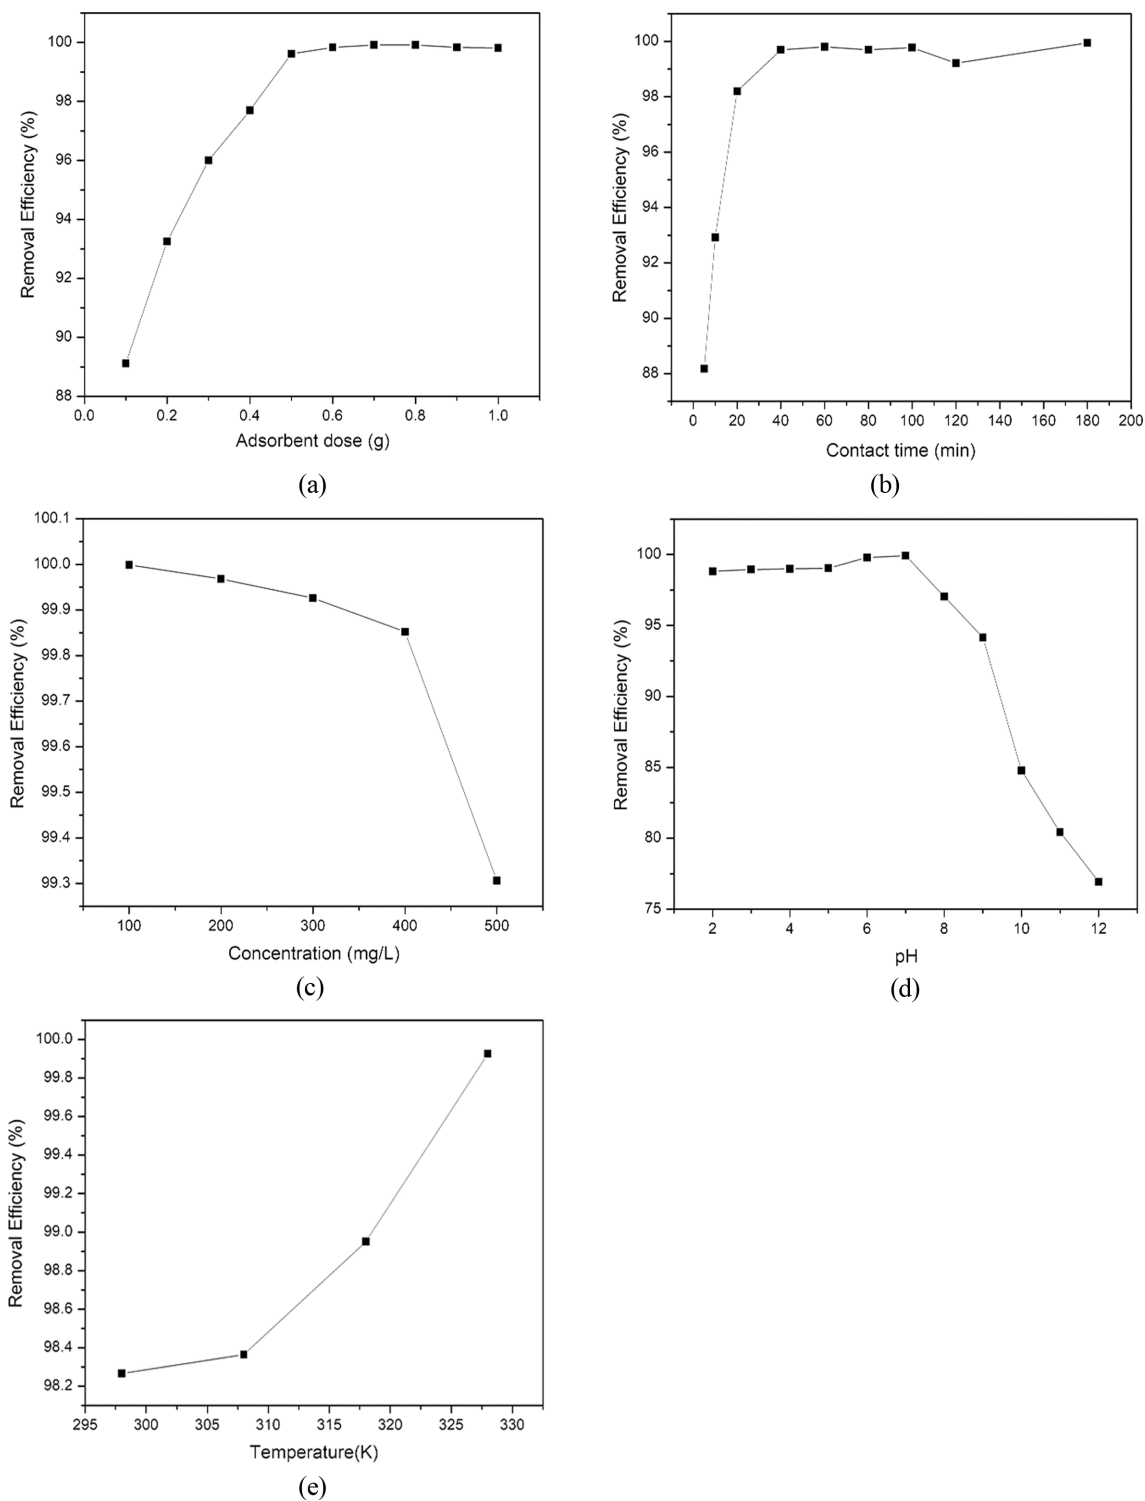 100
98
96
94
92
90
88
0.0 0.2 0.4 0.6 0.8 1.0
Removal Efficiency (%)
Adsorbent dose (g)
(a)
100
98
96
94
92
90
88
0 20 40 60 80 100 120 140 160 180 200
Removal Efficiency (%)
Contact time (min)
(b)
100.1
100.0
99.9
99.8
99.7
99.6
99.5
99.4
99.3
100 200 300 400 500
Removal Efficiency (%)
Concentration (mg/L)
(c)
100
95
90
85
80
75
2 4 6 8 10 12
Removal Efficiency (%)
pH
(d)
100.0
99.8
99.6
99.4
99.2
99.0
98.8
98.6
98.4
98.2
295 300 305 310 315 320 325 330
Removal Efficiency (%)
Temperature(K)
(e)